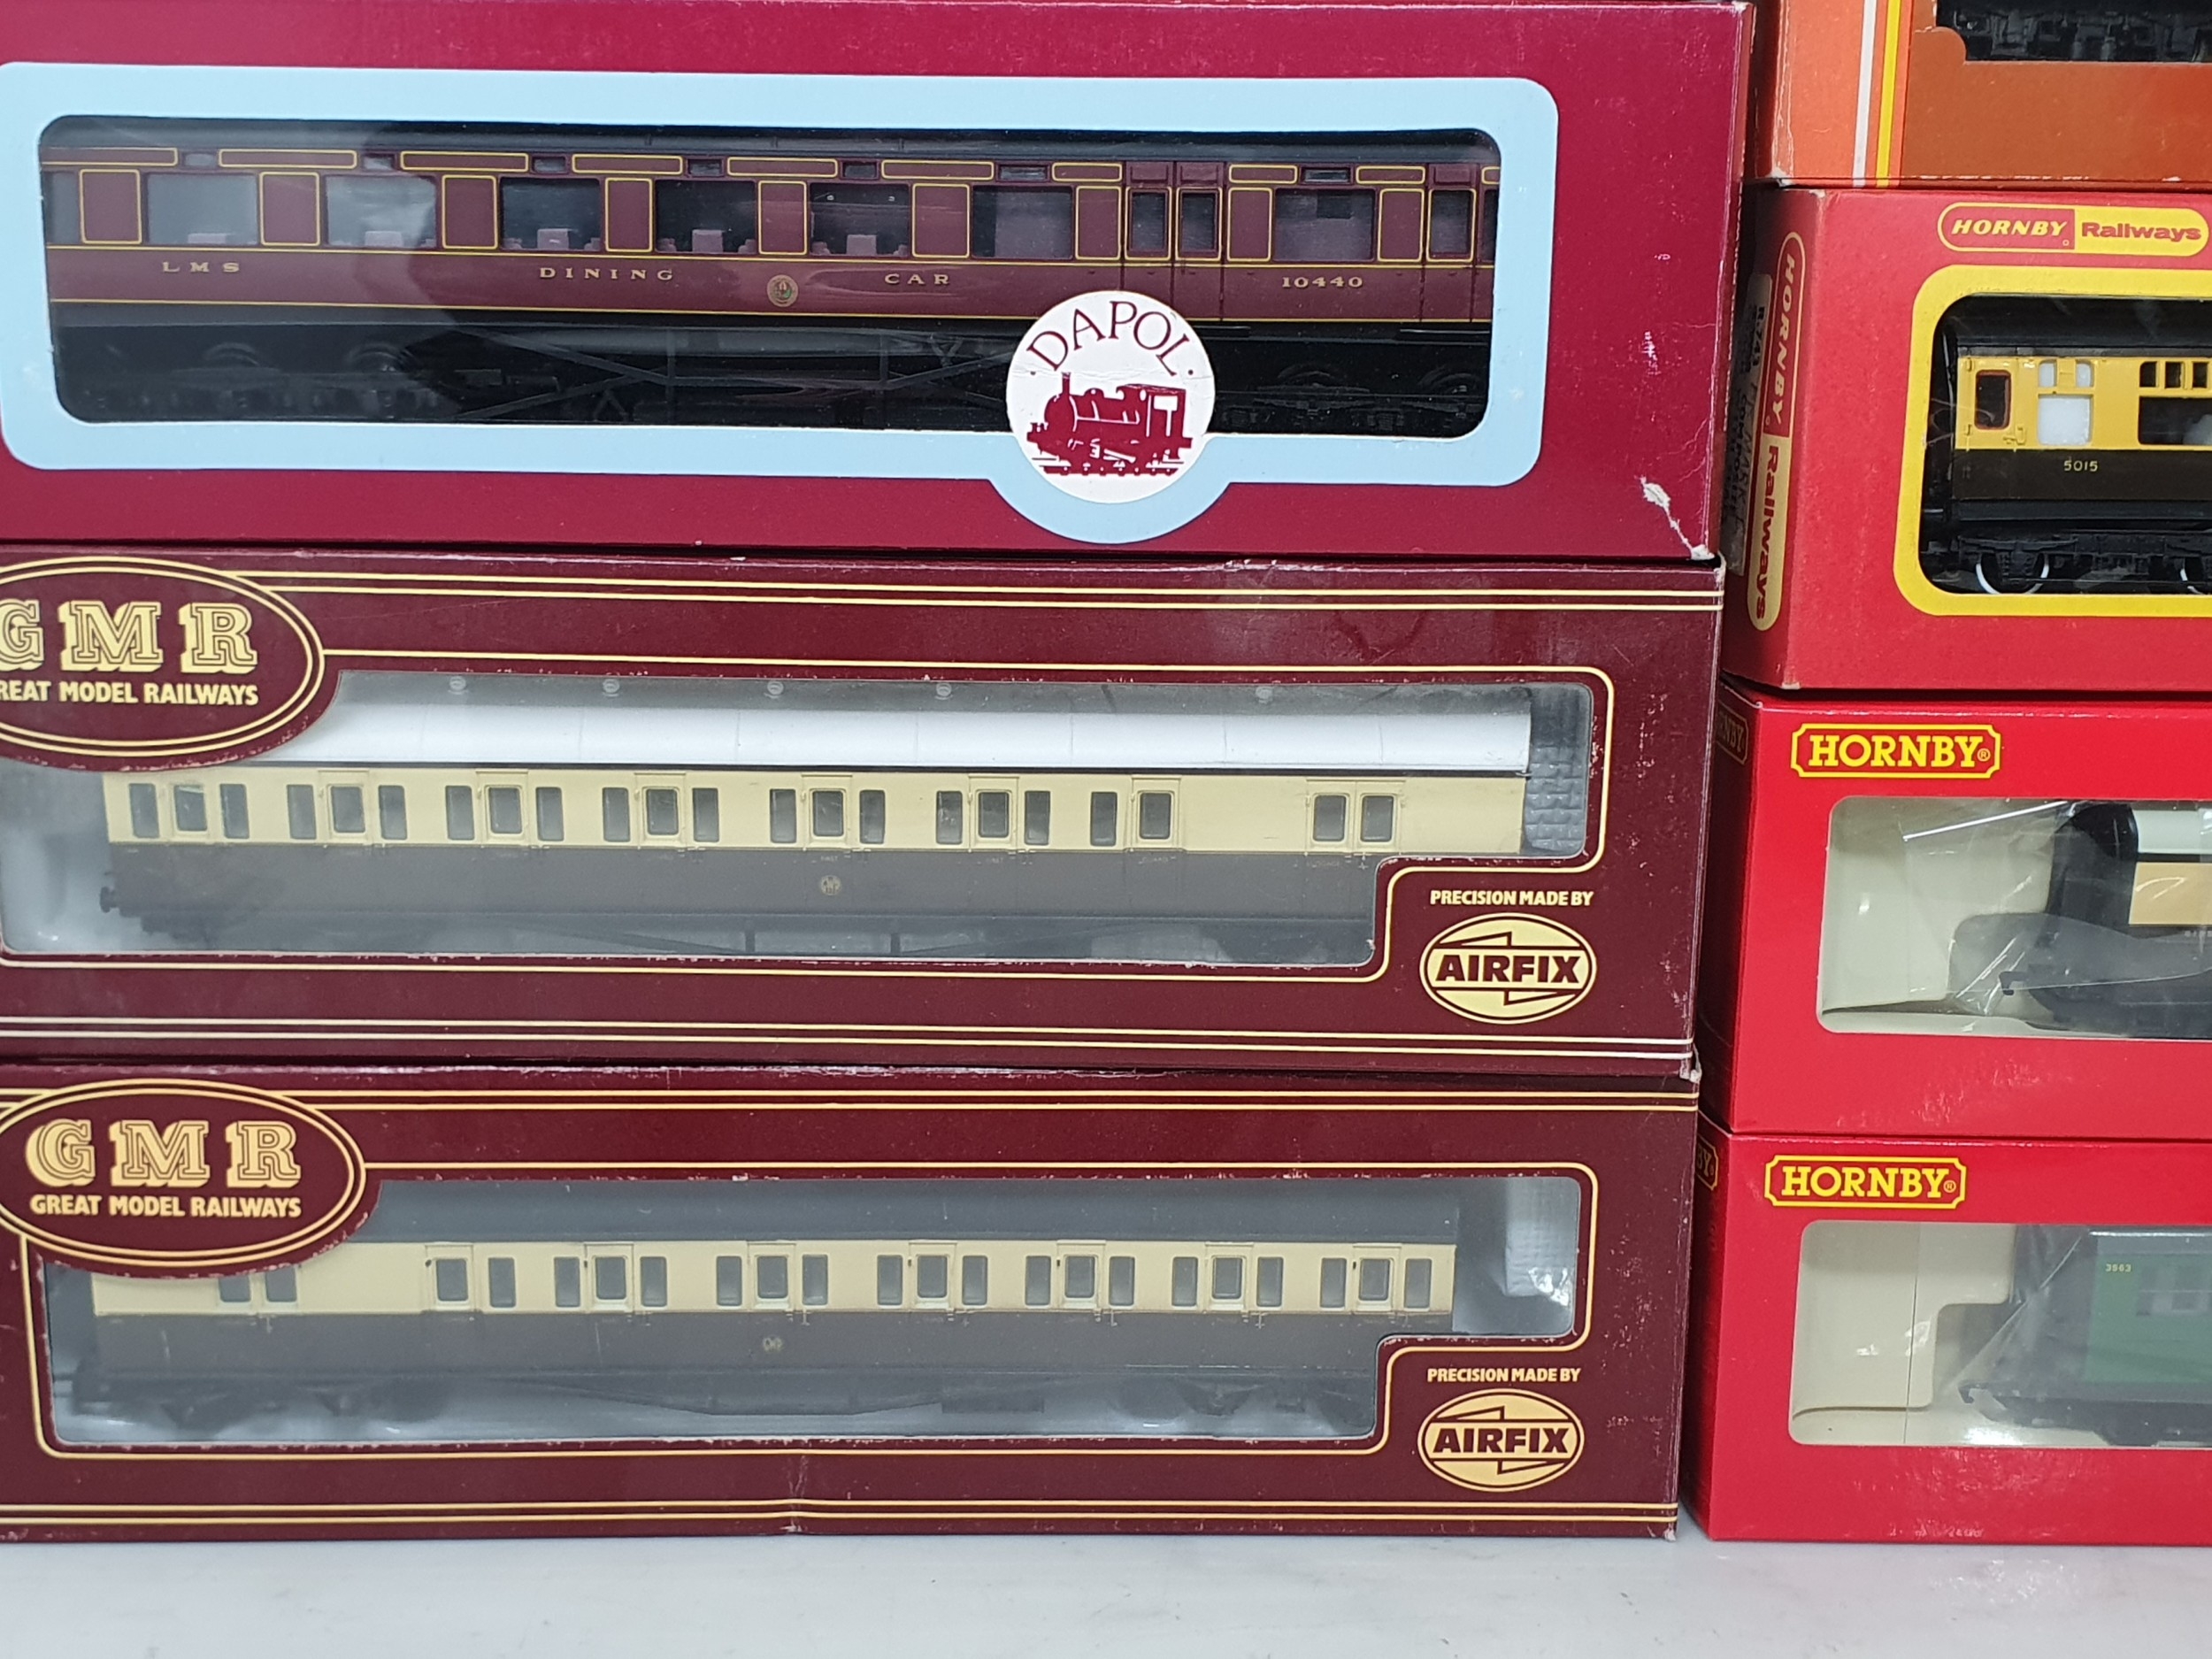 LMS DINING CAR 10440
DAPOL
GMR
GREAT MODEL RAILWAYS
PRECISION MADE BY
AIRFIX
GMR
GREAT MODEL RAILWAYS
PRECISION MADE BY
AIRFIX
HORNBY Railways
HORNBY Railways
5015
HORNBY®
HORNBY®
3963